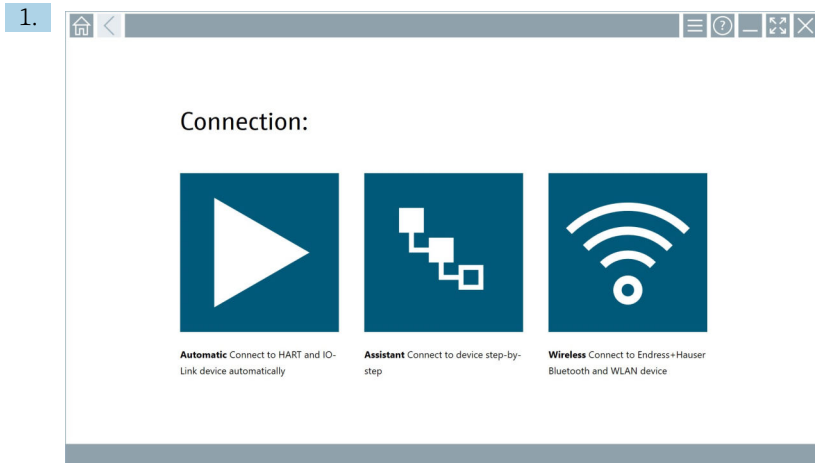 1.
Connection:
Automatic Connect to HART and IO-
Link device automatically
Assistant Connect to device step-by-
step
Wireless Connect to Endress+Hauser
Bluetooth and WLAN device